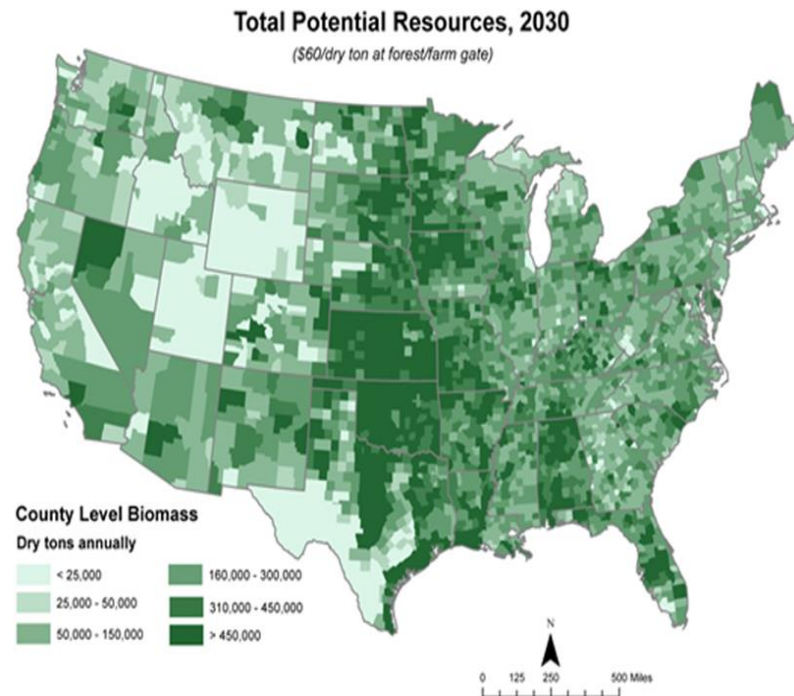 Total Potential Resources, 2030
($60/dry ton at forest/farm gate)
County Level Biomass
Dry tons annually
< 25,000
25,000 - 50,000
50,000 - 150,000
160,000 - 300,000
310,000 - 450,000
> 450,000
N
0 125 250 500 Miles